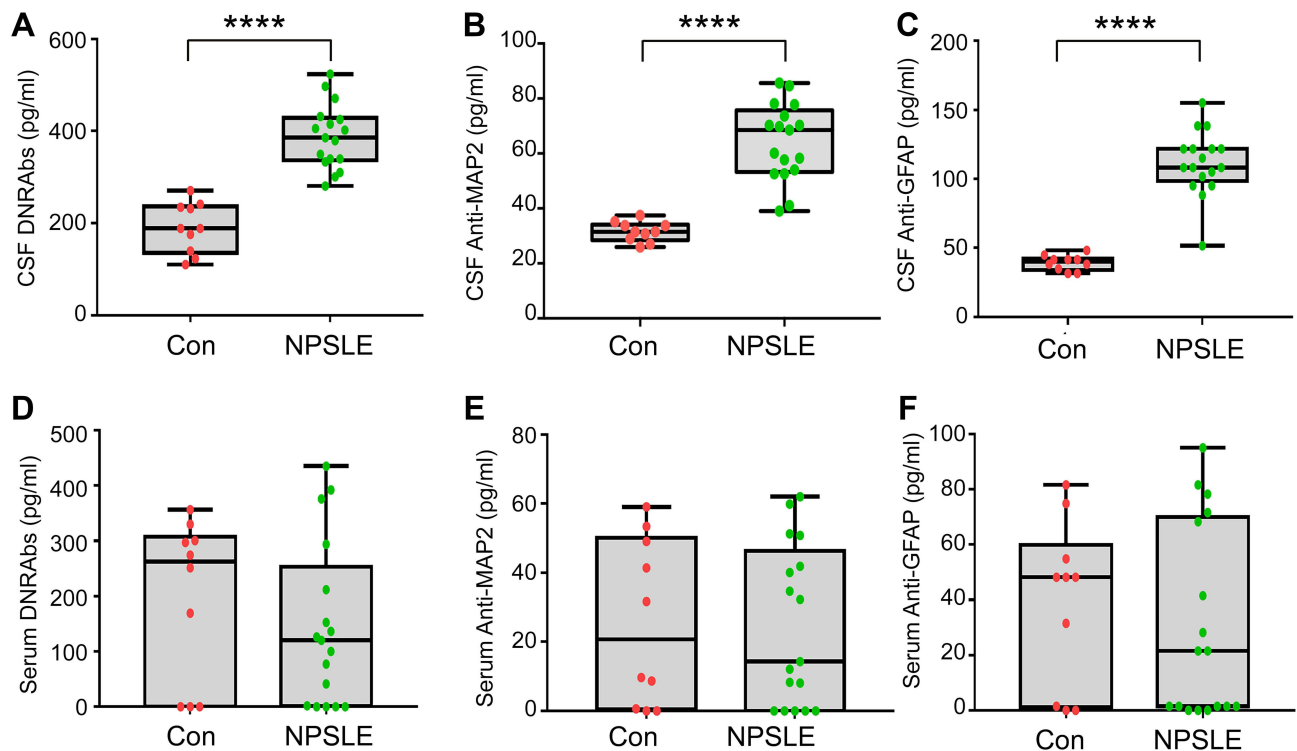 A
CSF DNRAbs (pg/ml)
600
400
200
0
****
Con
NPSLE
B
CSF Anti-MAP2 (pg/ml)
100
80
60
40
20
0
****
Con
NPSLE
C
CSF Anti-GFAP (pg/ml)
200
150
100
50
0
****
Con
NPSLE
D
Serum DNRAbs (pg/ml)
500
400
300
200
100
0
Con
NPSLE
E
Serum Anti-MAP2 (pg/ml)
80
60
40
20
0
Con
NPSLE
F
Serum Anti-GFAP (pg/ml)
100
80
60
40
20
0
Con
NPSLE